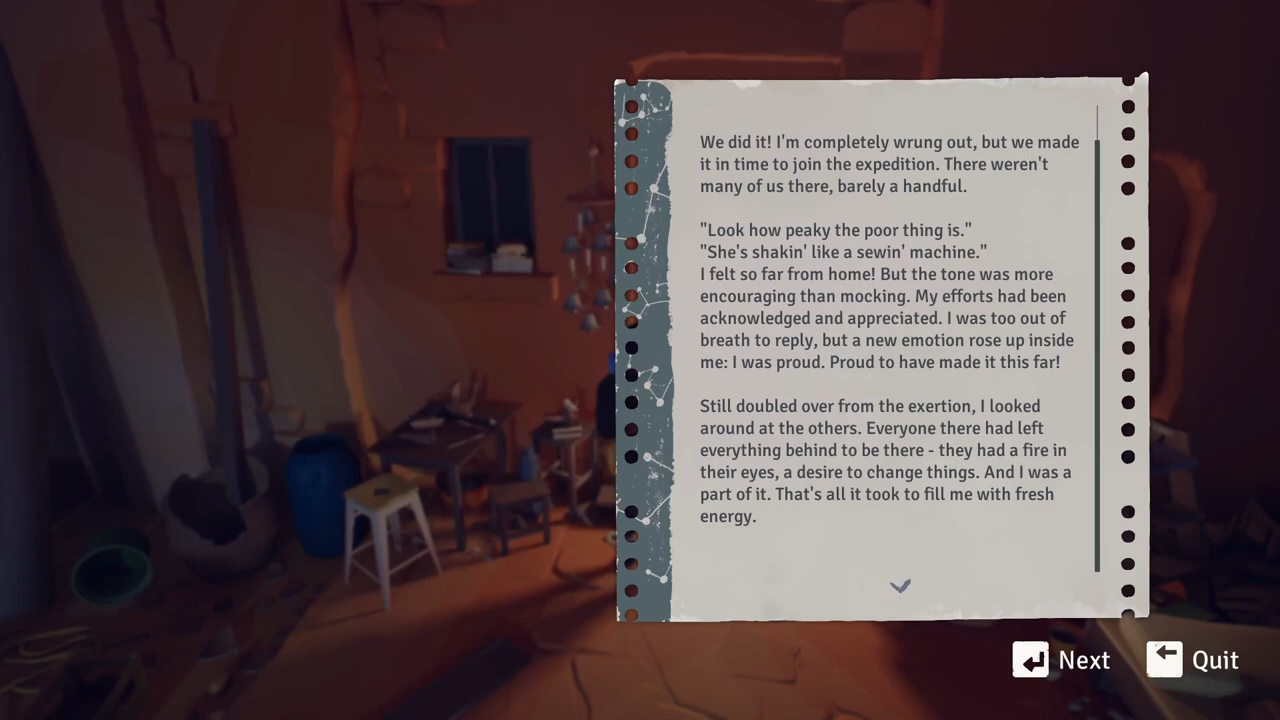 We did it! I'm completely wrung out, but we made
it in time to join the expedition. There weren't
many of us there, barely a handful.
"Look how peaky the poor thing is."
"She's shakin' like a sewin' machine."
I felt so far from home! But the tone was more
encouraging than mocking. My efforts had been
acknowledged and appreciated. I was too out of
breath to reply, but a new emotion rose up inside
me: I was proud. Proud to have made it this far!
Still doubled over from the exertion, I looked
around at the others. Everyone there had left
everything behind to be there - they had a fire in
their eyes, a desire to change things. And I was a
part of it. That's all it took to fill me with fresh
energy.
Next
Quit